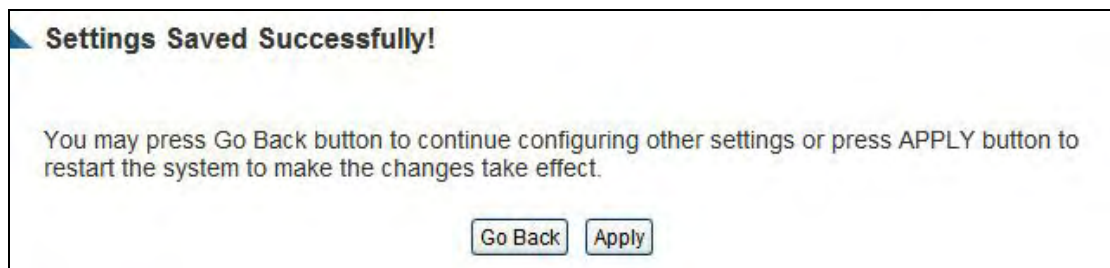 Settings Saved Successfully!
You may press Go Back button to continue configuring other settings or press APPLY button to
restart the system to make the changes take effect.
Go Back Apply